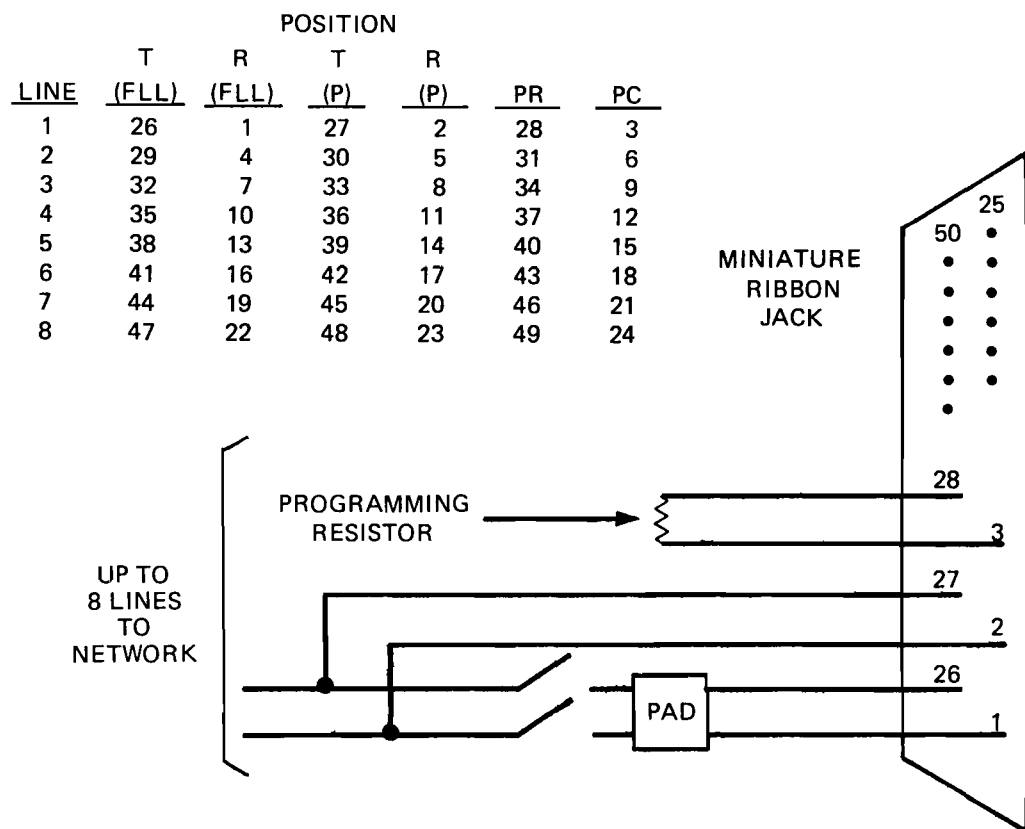 POSITION
T R T R
LINE (FLL) (FLL) (P) (P) PR PC
1 26 1 27 2 28 3
2 29 4 30 5 31 6
3 32 7 33 8 34 9
4 35 10 36 11 37 12
5 38 13 39 14 40 15
6 41 16 42 17 43 18
7 44 19 45 20 46 21
8 47 22 48 23 49 24
25
50
MINIATURE
RIBBON
JACK
28
PROGRAMMING
RESISTOR
3
UP TO
8 LINES
TO
NETWORK
27
2
26
PAD
1